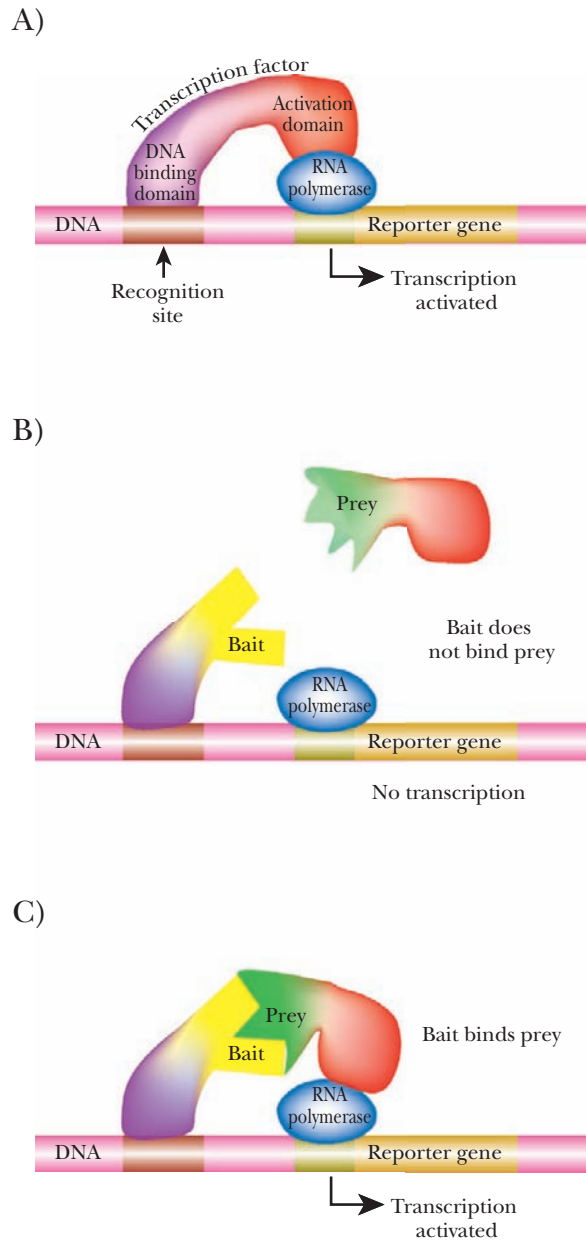 A)
Transcription factor
Activation
domain
DNA
binding
domain
RNA
polymerase
DNA
Reporter gene
Recognition
site
Transcription
activated
B)
Prey
Bait
Bait does
not bind prey
RNA
polymerase
DNA
Reporter gene
No transcription
C)
Prey
Bait
Bait binds prey
RNA
polymerase
DNA
Reporter gene
Transcription
activated